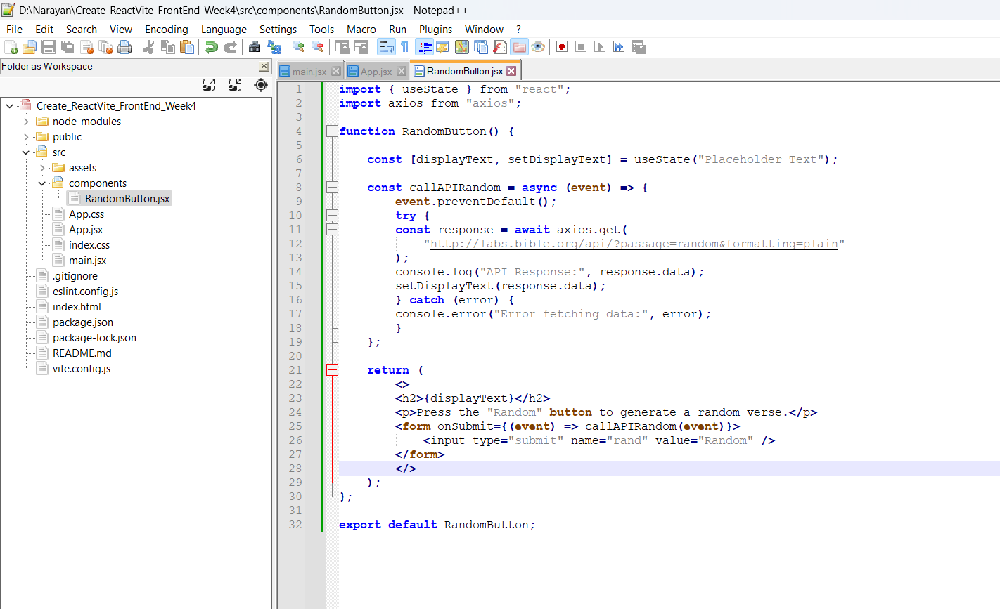 D:\Narayan\Create_ReactVite_FrontEnd_Week4\src\components\RandomButton.jsx - Notepad++
File Edit Search View Encoding Language Settings Tools Macro Run Plugins Window ?
Folder as Workspace
Create_ReactVite_FrontEnd_Week4
node_modules
public
src
assets
components
RandomButton.jsx
App.css
App.jsx
index.css
main.jsx
.gitignore
eslint.config.js
index.html
package.json
package-lock.json
README.md
vite.config.js
main.jsx App.jsx RandomButton.jsx
1 import { useState } from "react";
2 import axios from "axios";
3
4 function RandomButton() {
5
6     const [displayText, setDisplayText] = useState("Placeholder Text");
7
8     const callAPIRandom = async (event) => {
9         event.preventDefault();
10         try {
11         const response = await axios.get(
12             "http://labs.bible.org/api/?passage=random&formatting=plain"
13         );
14         console.log("API Response:", response.data);
15         setDisplayText(response.data);
16         } catch (error) {
17         console.error("Error fetching data:", error);
18         }
19     };
20
21     return (
22         <>
23         <h2>{displayText}</h2>
24         <p>Press the "Random" button to generate a random verse.</p>
25         <form onSubmit={(event) => callAPIRandom(event)}>
26             <input type="submit" name="rand" value="Random" />
27         </form>
28         </>
29     );
30 };
31
32 export default RandomButton;